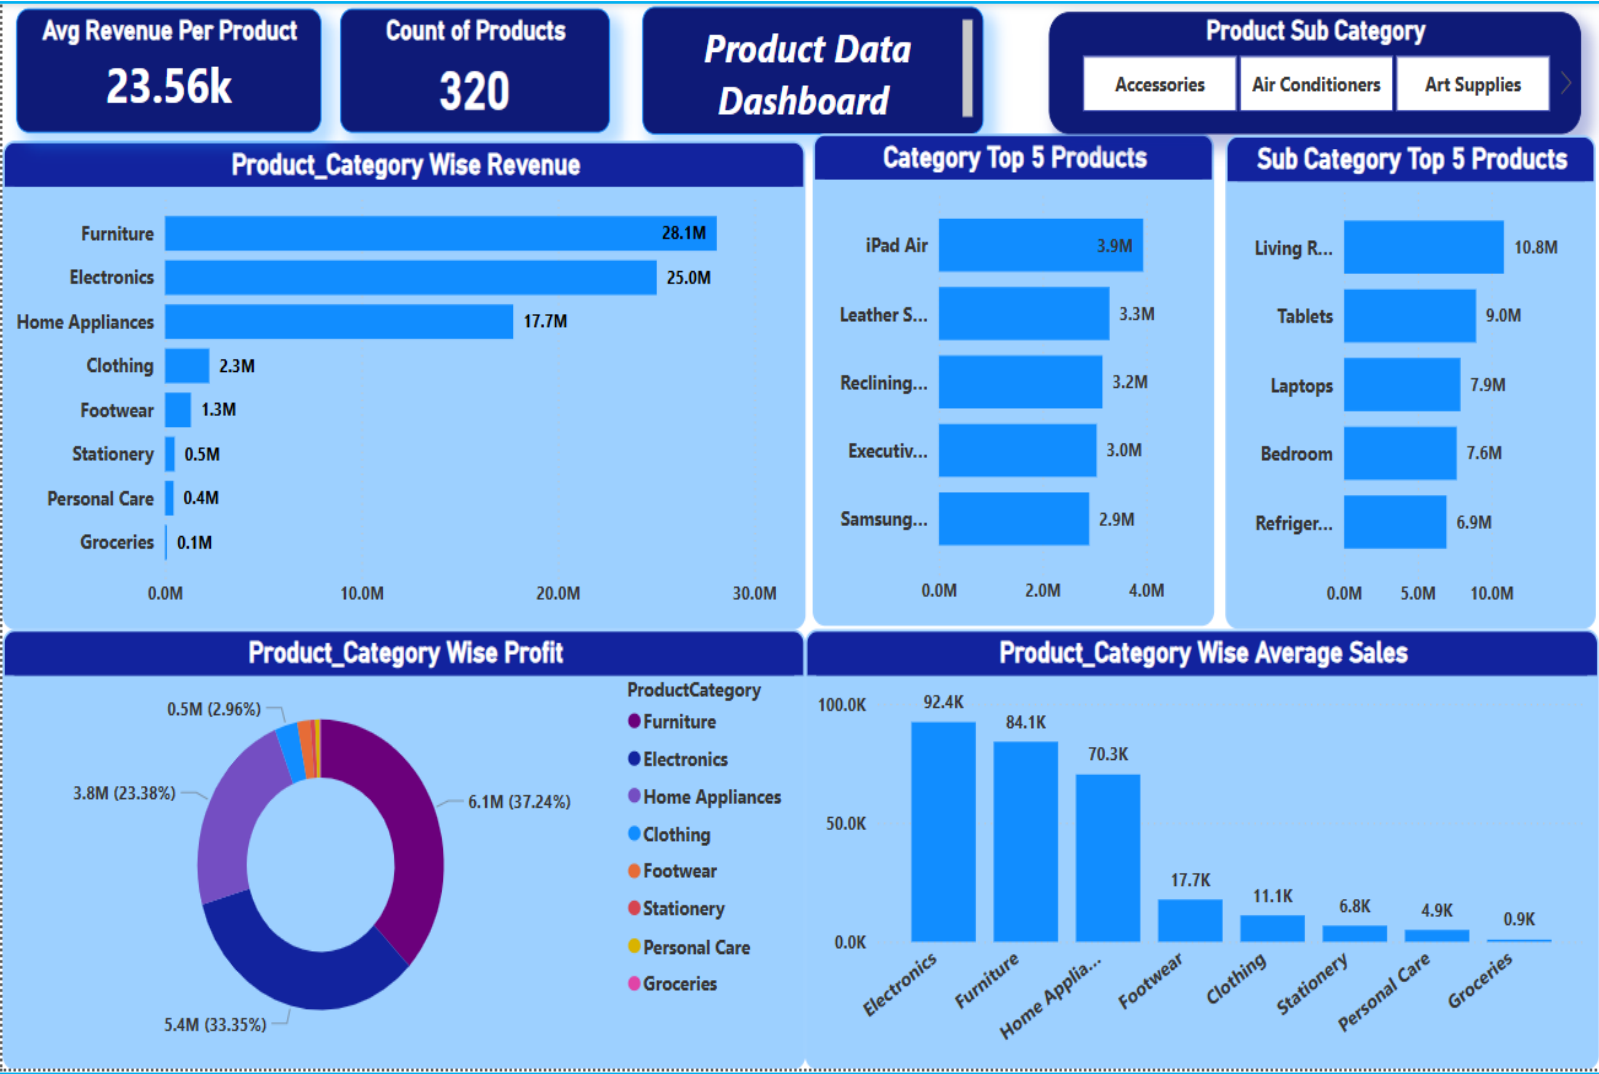 Avg Revenue Per Product
23.56k
Count of Products
320
Product Data
Dashboard
Product Sub Category
Accessories
Air Conditioners
Art Supplies
Product_Category Wise Revenue
Furniture
28.1M
Electronics
25.0M
Home Appliances
17.7M
Clothing
2.3M
Footwear
1.3M
Stationery
0.5M
Personal Care
0.4M
Groceries
0.1M
0.0M
10.0M
20.0M
30.0M
Category Top 5 Products
iPad Air
3.9M
Leather S...
3.3M
Reclining...
3.2M
Executiv...
3.0M
Samsung...
2.9M
0.0M
2.0M
4.0M
Sub Category Top 5 Products
Living R...
10.8M
Tablets
9.0M
Laptops
7.9M
Bedroom
7.6M
Refriger...
6.9M
0.0M
5.0M
10.0M
Product_Category Wise Profit
0.5M (2.96%)
3.8M (23.38%)
6.1M (37.24%)
5.4M (33.35%)
ProductCategory
Furniture
Electronics
Home Appliances
Clothing
Footwear
Stationery
Personal Care
Groceries
Product_Category Wise Average Sales
100.0K
50.0K
0.0K
92.4K
84.1K
70.3K
17.7K
11.1K
6.8K
4.9K
0.9K
Electronics
Furniture
Home Applia...
Footwear
Clothing
Stationery
Personal Care
Groceries